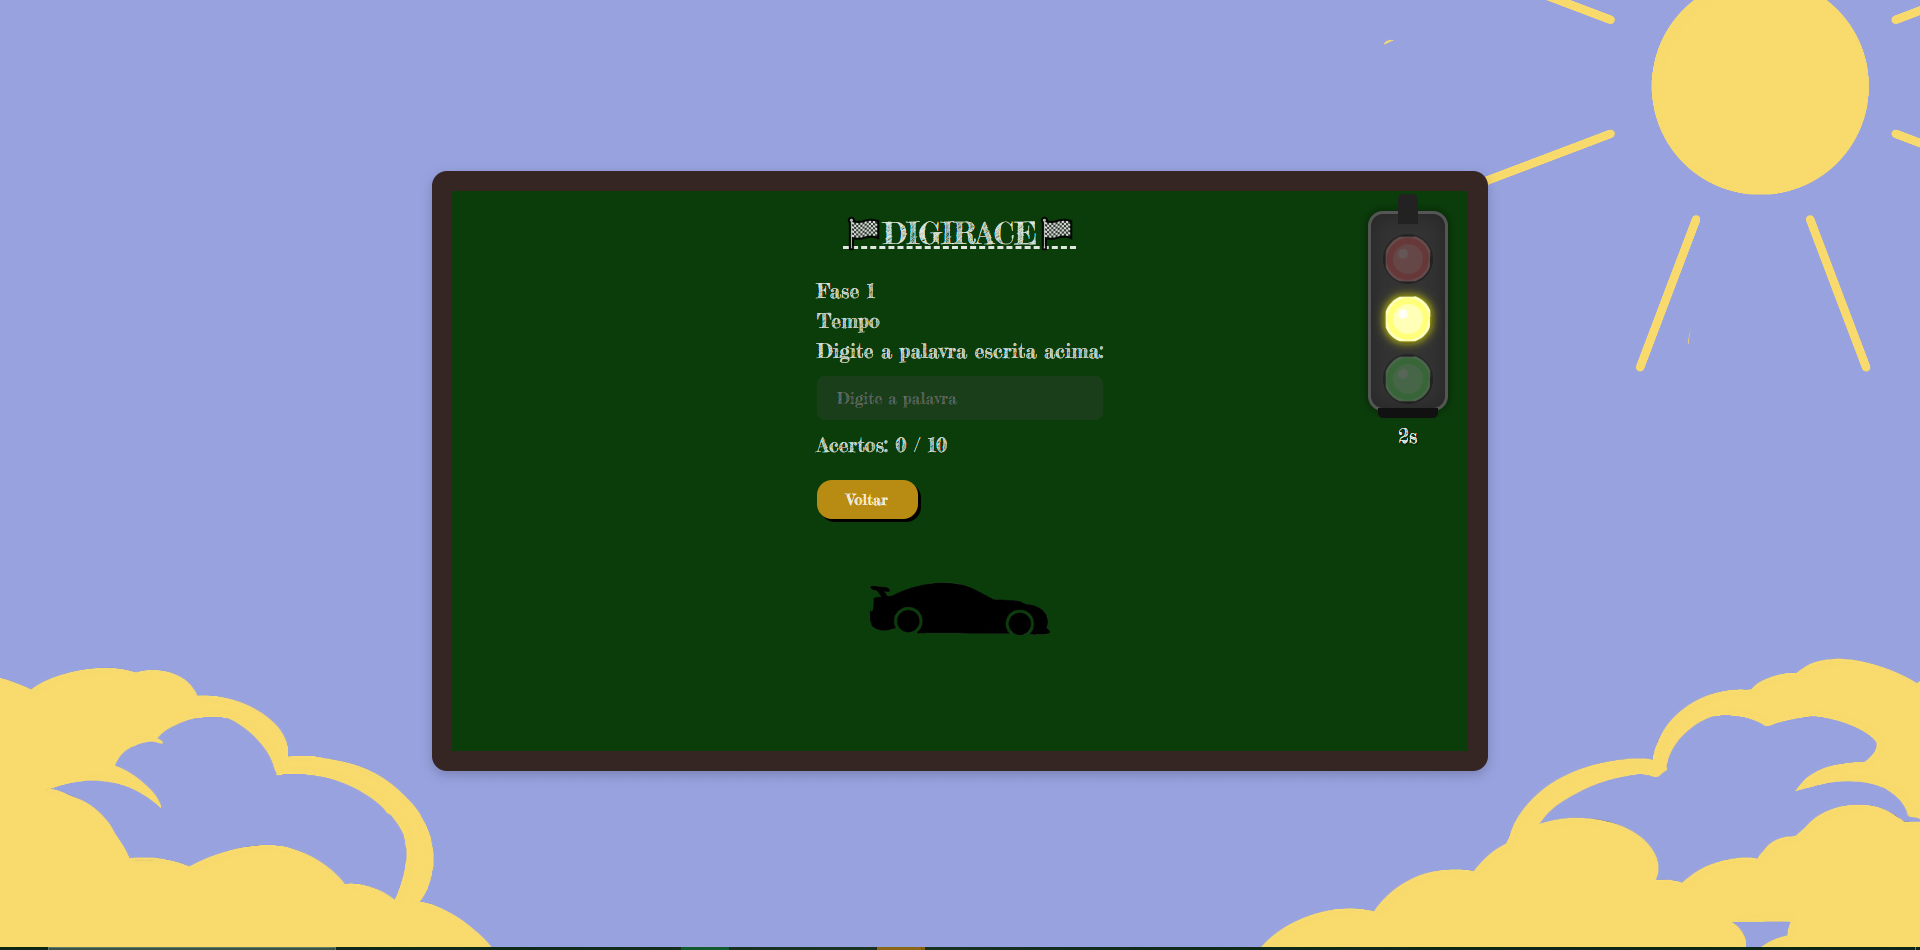 DIGIRACE
Fase 1
Tempo
Digite a palavra escrita acima:
Digite a palavra
Acertos: 0 / 10
Voltar
2s